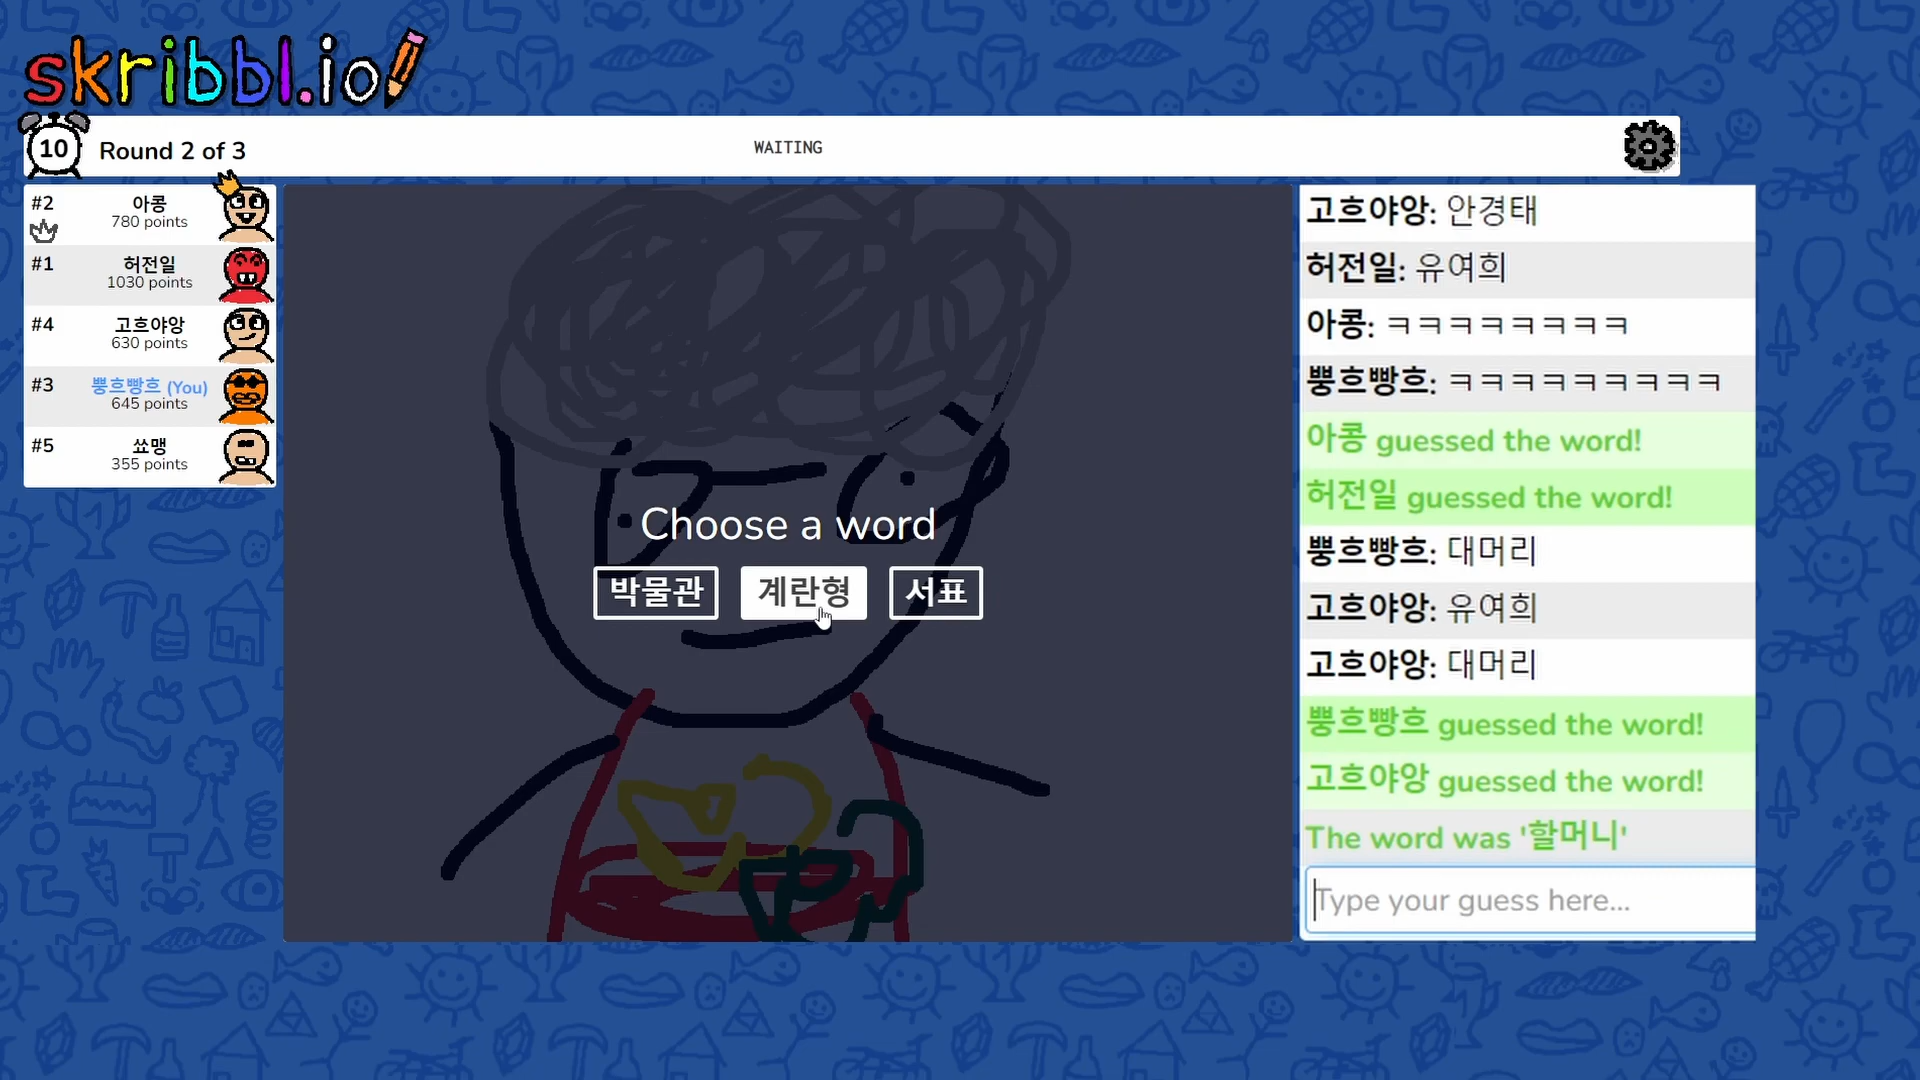 skribbl.io
10
Round 2 of 3
WAITING
#2
아콩
780 points
#1
허전일
1030 points
#4
고흐야앙
630 points
#3
뿡흐빵흐 (You)
645 points
#5
쑈맹
355 points
Choose a word
박물관
계란형
서표
고흐야앙: 안경태
허전일: 유여희
아콩: ㅋㅋㅋㅋㅋㅋㅋㅋ
뿡흐빵흐: ㅋㅋㅋㅋㅋㅋㅋㅋㅋ
아콩 guessed the word!
허전일 guessed the word!
뿡흐빵흐: 대머리
고흐야앙: 유여희
고흐야앙: 대머리
뿡흐빵흐 guessed the word!
고흐야앙 guessed the word!
The word was '할머니'
Type your guess here...